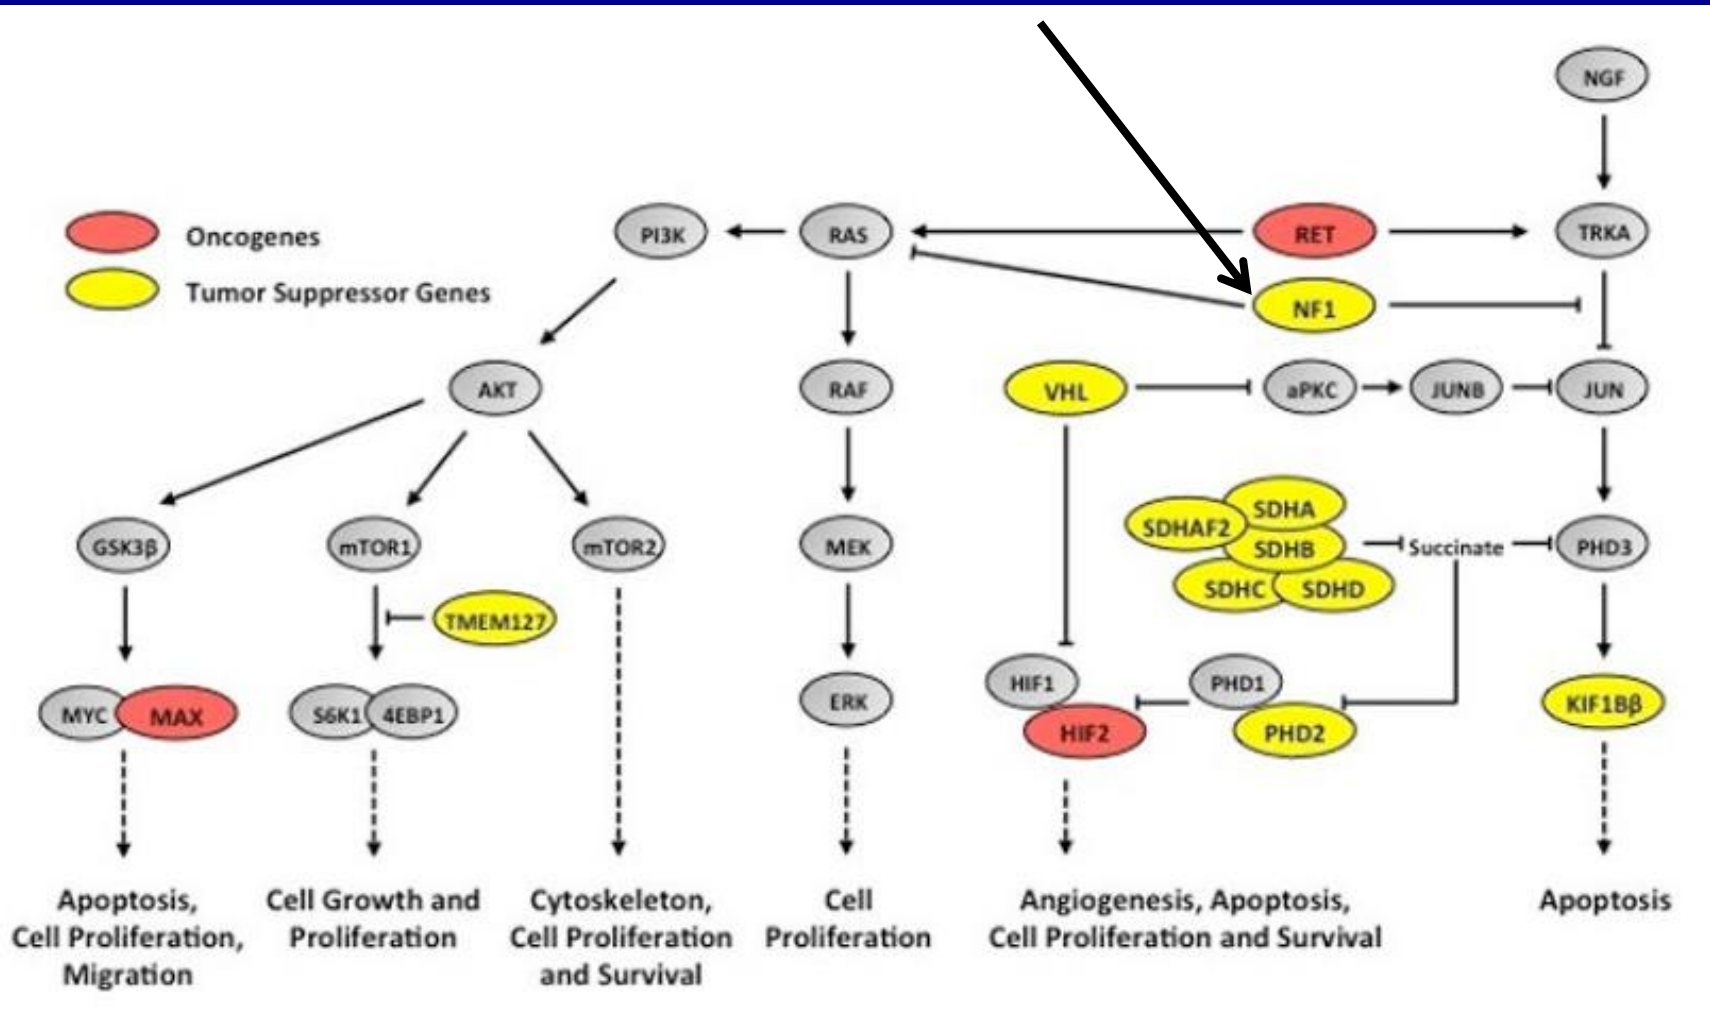 NGF
Oncogenes
Tumor Suppressor Genes
PI3K
RAS
RET
TRKA
NF1
AKT
RAF
VHL
aPKC
JUNB
JUN
GSK3β
mTOR1
mTOR2
MEK
SDHAF2
SDHA
SDHB
SDHC
SDHD
Succinate
PHD3
TMEM127
MYC
MAX
S6K1
4EBP1
ERK
HIF1
HIF2
PHD1
PHD2
KIF1Bβ
Apoptosis,
Cell Proliferation,
Migration
Cell Growth and
Proliferation
Cytoskeleton,
Cell Proliferation
and Survival
Cell
Proliferation
Angiogenesis, Apoptosis,
Cell Proliferation and Survival
Apoptosis